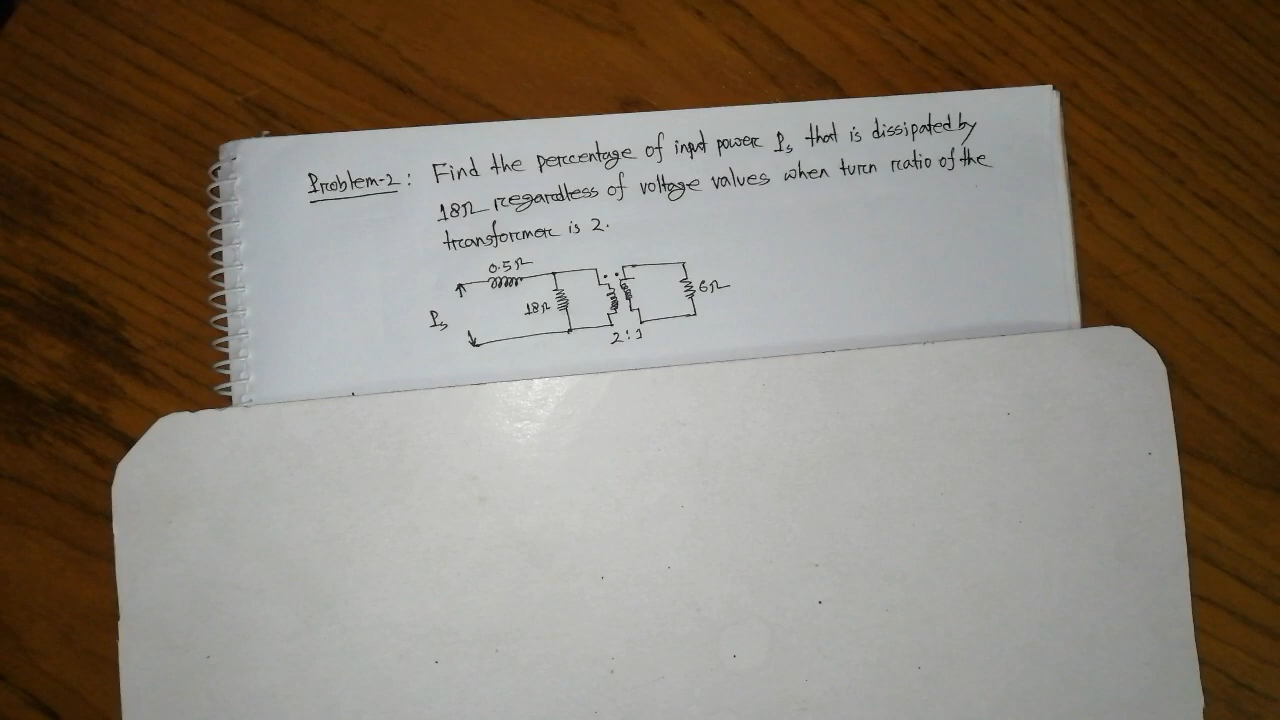 Problem-2: Find the percentage of input power Ps that is dissipated by
18Ω regardless of voltage values when turn ratio of the
transformer is 2.
0.5Ω
18Ω
6Ω
Ps
2:1